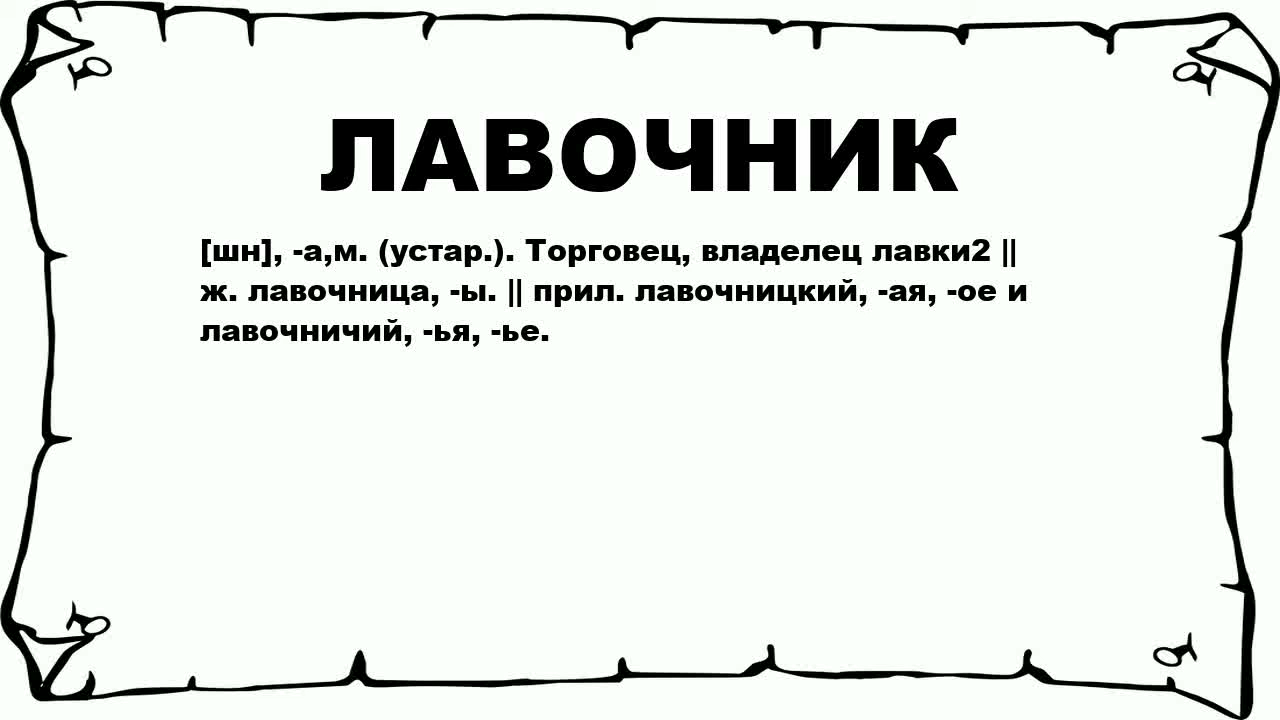 ЛАВОЧНИК
[шн], -а,м. (устар.). Торговец, владелец лавки2 ||
ж. лавочница, -ы. || прил. лавочницкий, -ая, -ое и
лавочничий, -ья, -ье.